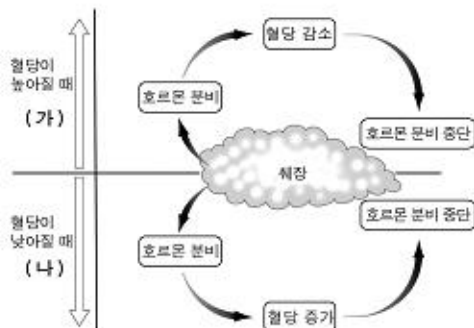 혈당이
높아질 때
(가)
호르몬 분비
혈당 감소
호르몬 분비 중단
췌장
혈당이
낮아질 때
(나)
호르몬 분비
혈당 증가
호르몬 분비 중단